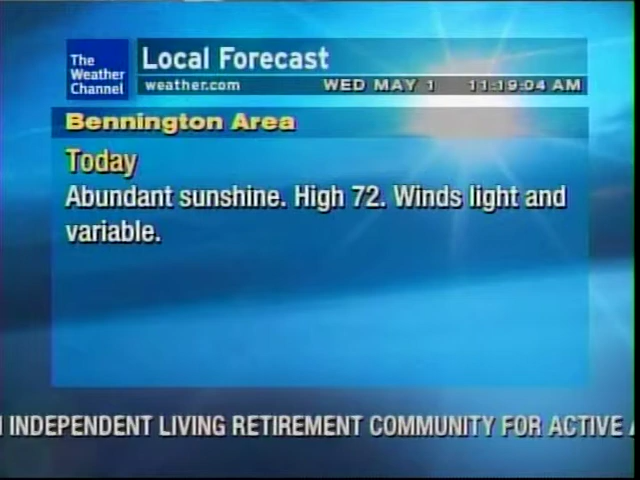 The
Weather
Channel
Local Forecast
weather.com WED MAY 1 11:19:04 AM
Bennington Area
Today
Abundant sunshine. High 72. Winds light and
variable.
INDEPENDENT LIVING RETIREMENT COMMUNITY FOR ACTIVE